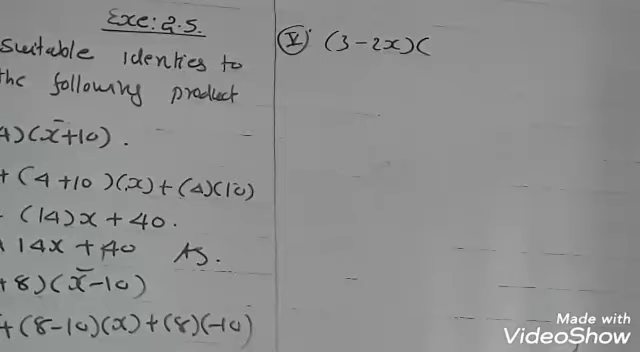 Exe: 2.5.
suitable identies to
the following product
4)(x+10).
+ (4+10)(x)+(4)(10)
(14)x + 40.
14x + 40 As.
+8)(x-10)
+(8-10)(x)+(8)(-10)
(V) (3-2x)(
Made with
VideoShow